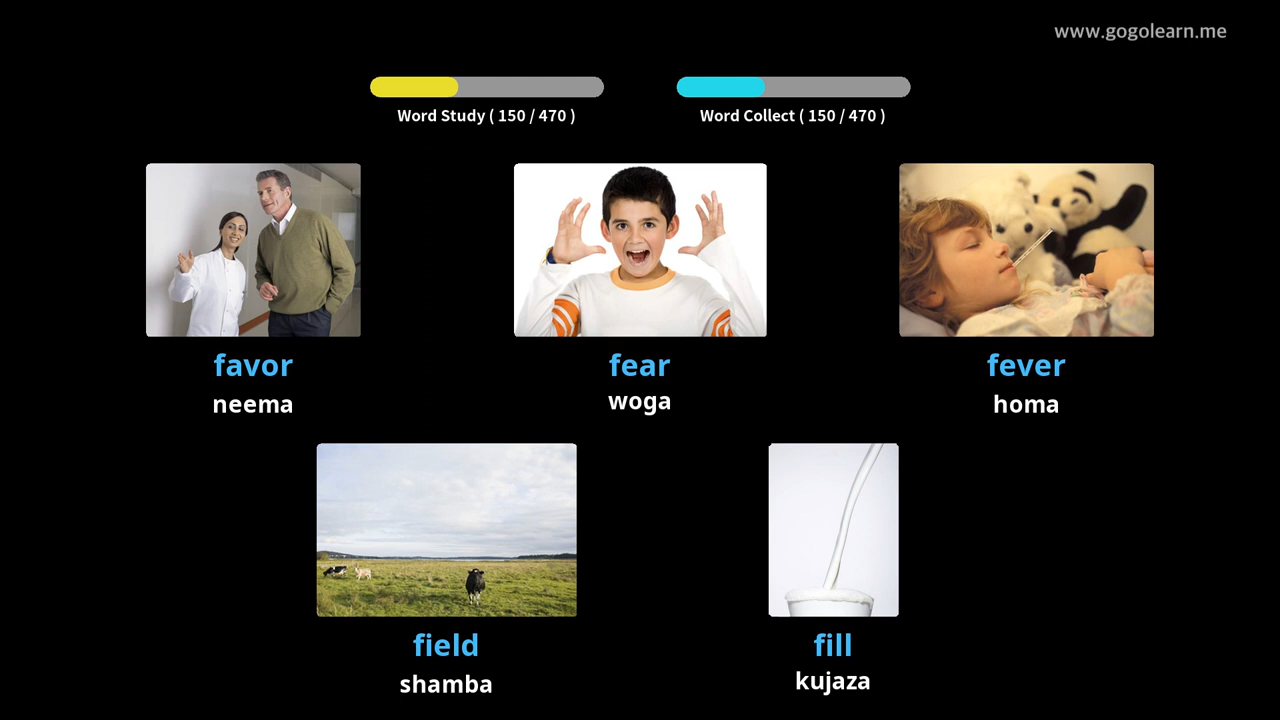 www.gogolearn.me
Word Study ( 150 / 470 )
Word Collect ( 150 / 470 )
favor
neema
fear
woga
fever
homa
field
shamba
fill
kujaza